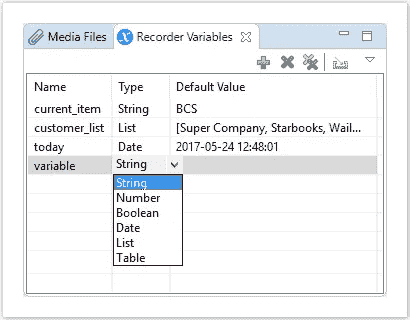 Media Files Recorder Variables
Name Type Default Value
current_item String BCS
customer_list List [Super Company, Starbooks, Wail...
today Date 2017-05-24 12:48:01
variable String
String
Number
Boolean
Date
List
Table